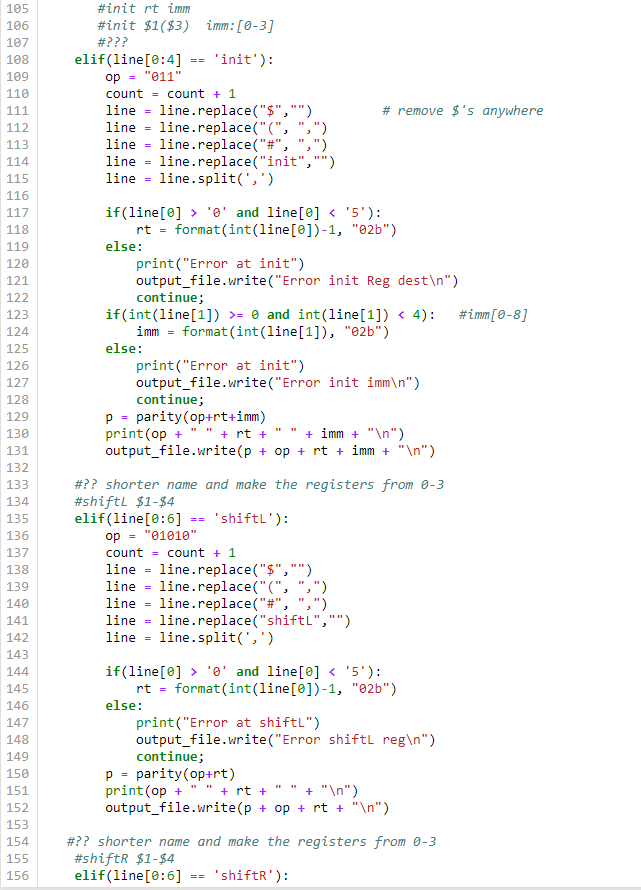 105 #init rt imm
106 #init $1($3)  imm:[0-3]
107 #???
108 elif(line[0:4] == 'init'):
109 op = "011"
110 count = count + 1
111 line = line.replace("$","")         # remove $'s anywhere
112 line = line.replace("(", ",")
113 line = line.replace("#", ",")
114 line = line.replace("init","")
115 line = line.split(',')
116
117 if(line[0] > '0' and line[0] < '5'):
118 rt = format(int(line[0])-1, "02b")
119 else:
120 print("Error at init")
121 output_file.write("Error init Reg dest\n")
122 continue;
123 if(int(line[1]) >= 0 and int(line[1]) < 4):   #imm[0-8]
124 imm = format(int(line[1]), "02b")
125 else:
126 print("Error at init")
127 output_file.write("Error init imm\n")
128 continue;
129 p = parity(op+rt+imm)
130 print(op + " " + rt + " " + imm + "\n")
131 output_file.write(p + op + rt + imm + "\n")
132
133 #?? shorter name and make the registers from 0-3
134 #shiftL $1-$4
135 elif(line[0:6] == 'shiftL'):
136 op = "01010"
137 count = count + 1
138 line = line.replace("$","")
139 line = line.replace("(", ",")
140 line = line.replace("#", ",")
141 line = line.replace("shiftL","")
142 line = line.split(',')
143
144 if(line[0] > '0' and line[0] < '5'):
145 rt = format(int(line[0])-1, "02b")
146 else:
147 print("Error at shiftL")
148 output_file.write("Error shiftL reg\n")
149 continue;
150 p = parity(op+rt)
151 print(op + " " + rt + " " + "\n")
152 output_file.write(p + op + rt + "\n")
153
154 #?? shorter name and make the registers from 0-3
155 #shiftR $1-$4
156 elif(line[0:6] == 'shiftR'):